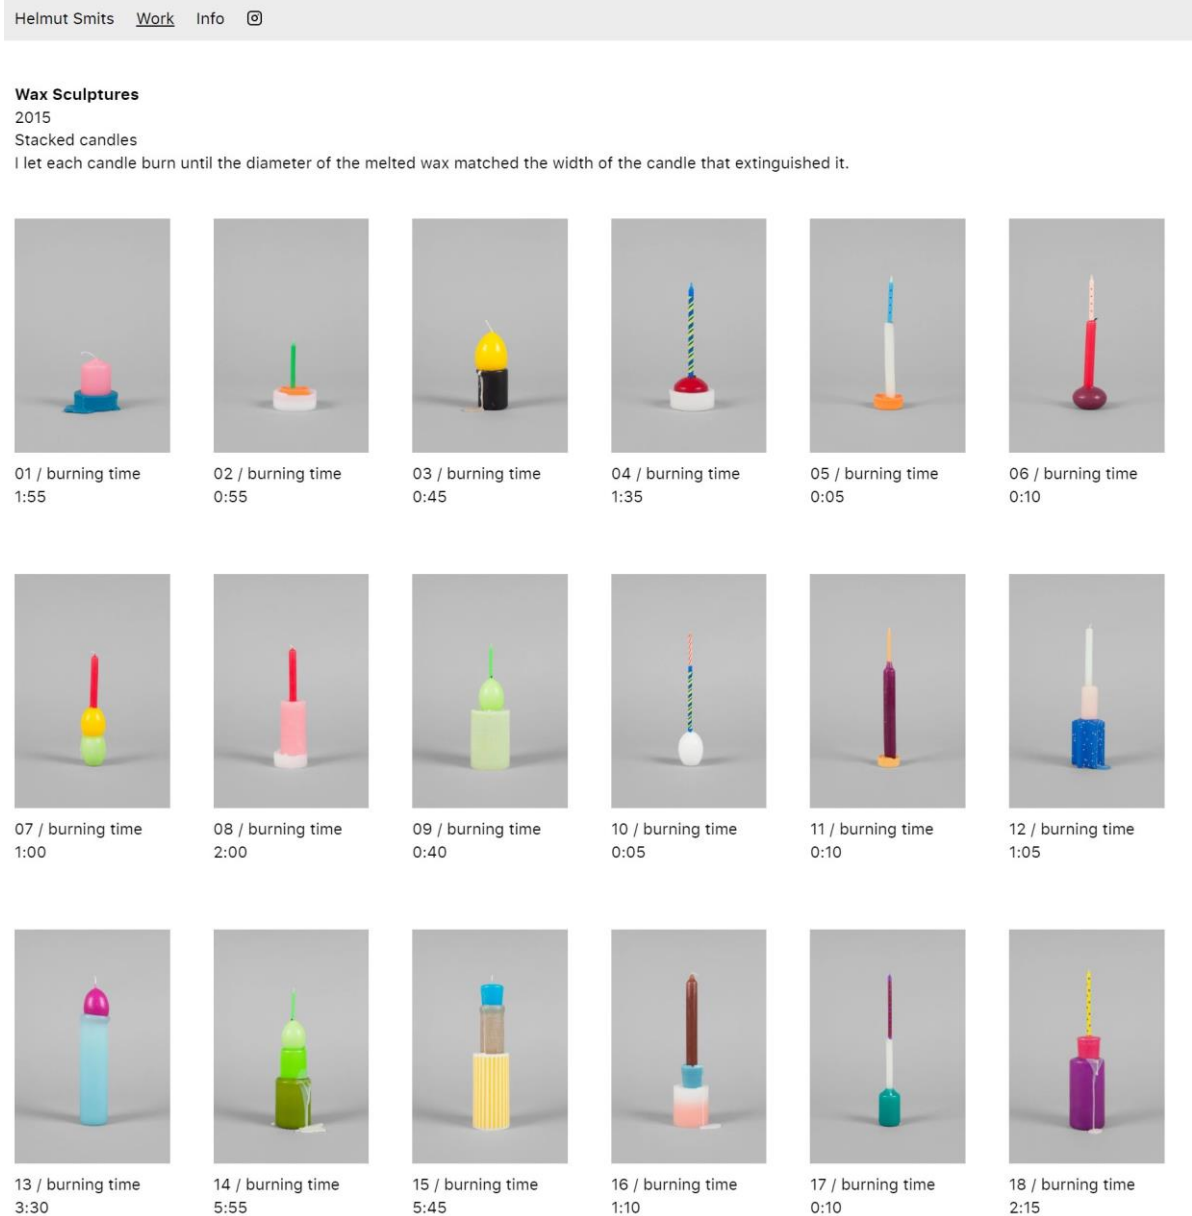 Helmut Smits Work Info
Wax Sculptures
2015
Stacked candles
I let each candle burn until the diameter of the melted wax matched the width of the candle that extinguished it.
01 / burning time
1:55
02 / burning time
0:55
03 / burning time
0:45
04 / burning time
1:35
05 / burning time
0:05
06 / burning time
0:10
07 / burning time
1:00
08 / burning time
2:00
09 / burning time
0:40
10 / burning time
0:05
11 / burning time
0:10
12 / burning time
1:05
13 / burning time
3:30
14 / burning time
5:55
15 / burning time
5:45
16 / burning time
1:10
17 / burning time
0:10
18 / burning time
2:15